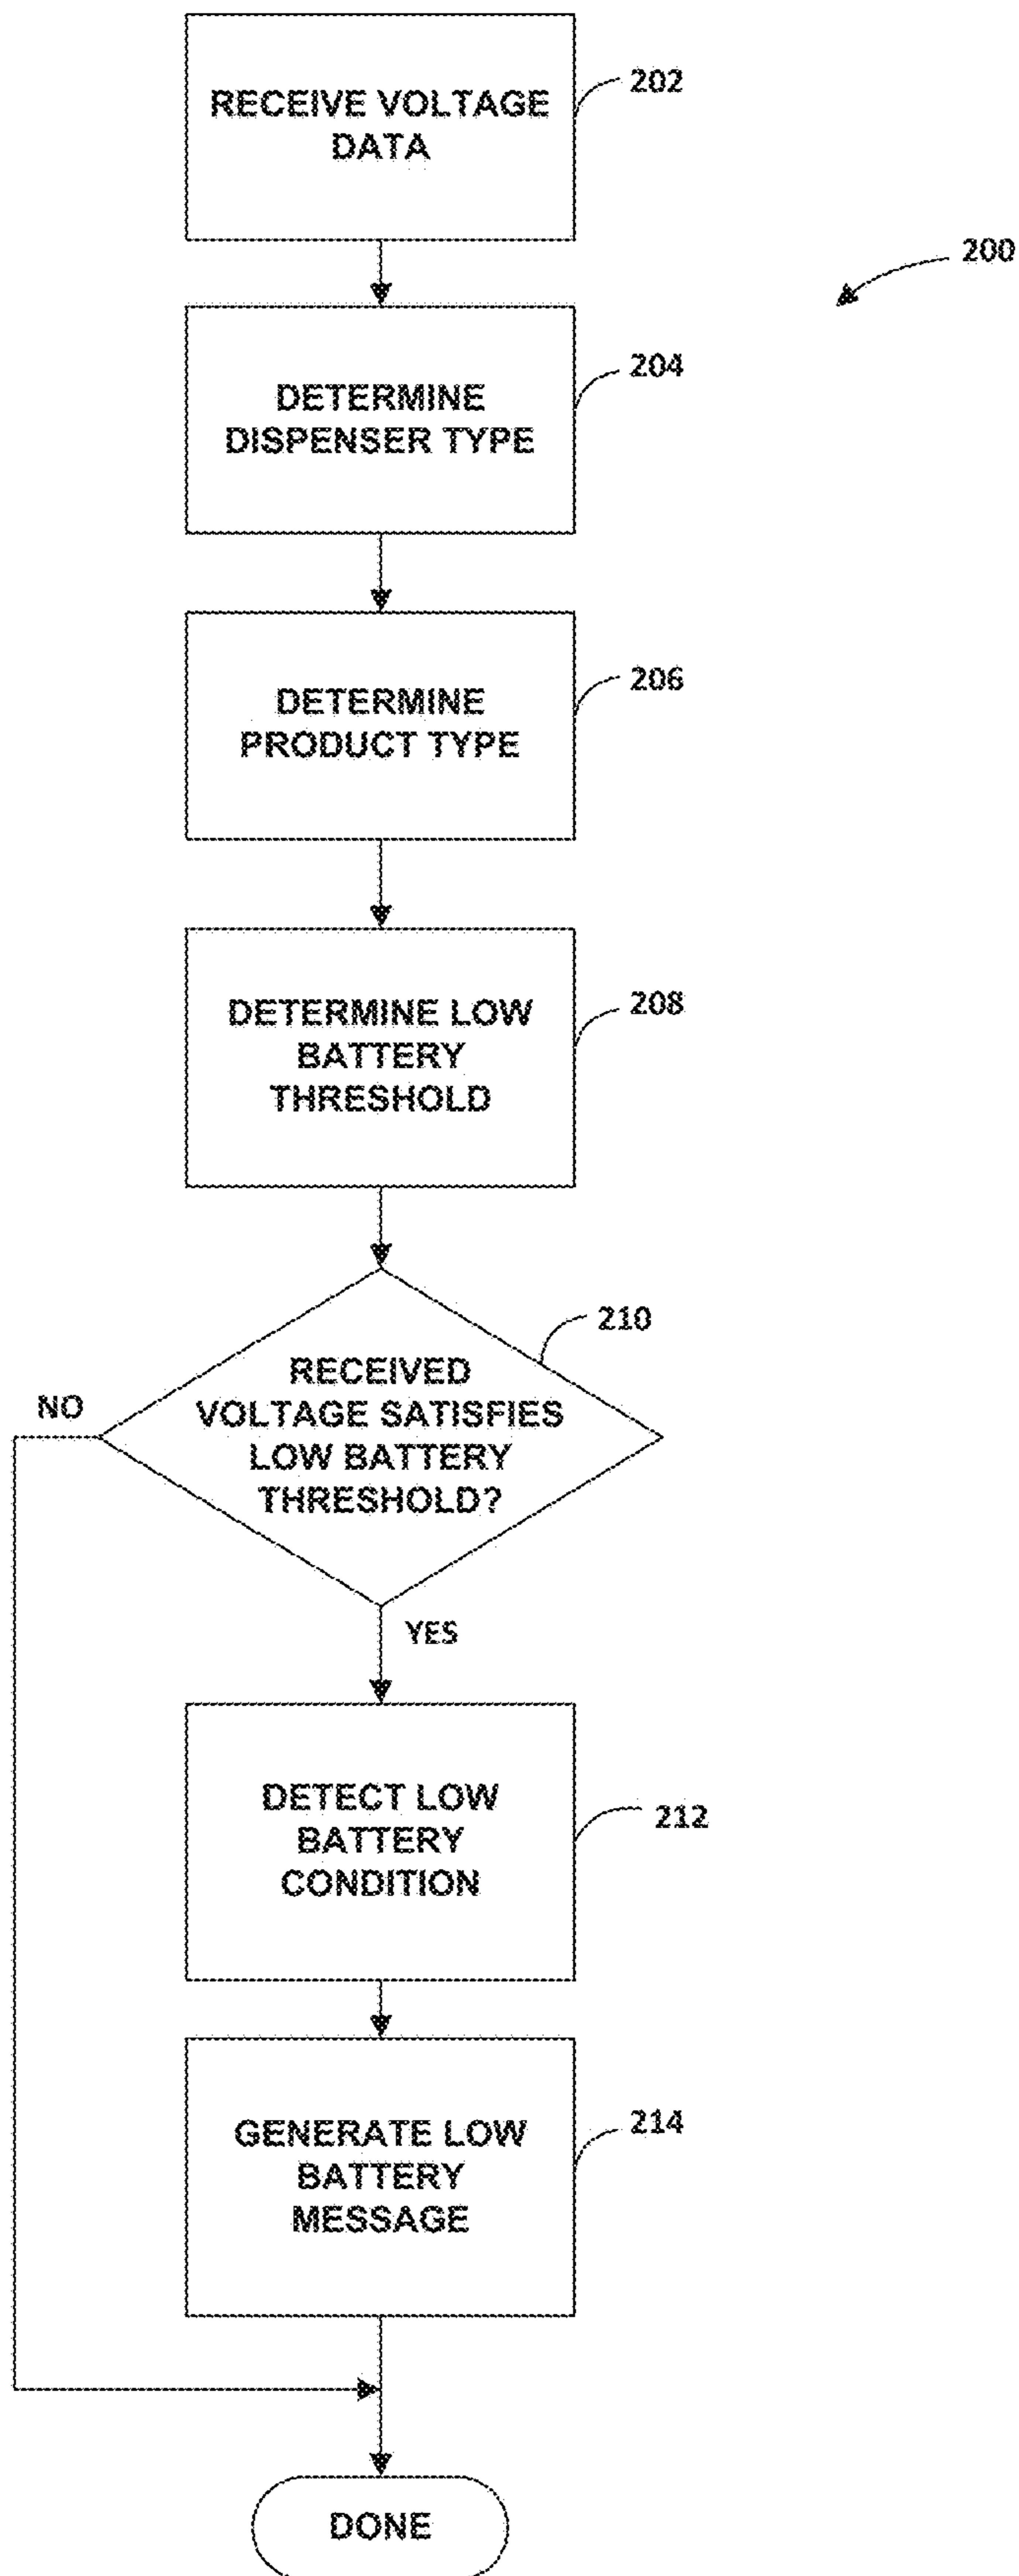 RECEIVE VOLTAGE
DATA
202
200
DETERMINE
DISPENSER TYPE
204
DETERMINE
PRODUCT TYPE
206
DETERMINE LOW
BATTERY
THRESHOLD
208
RECEIVED
VOLTAGE SATISFIES
LOW BATTERY
THRESHOLD?
210
NO
YES
DETECT LOW
BATTERY
CONDITION
212
GENERATE LOW
BATTERY
MESSAGE
214
DONE